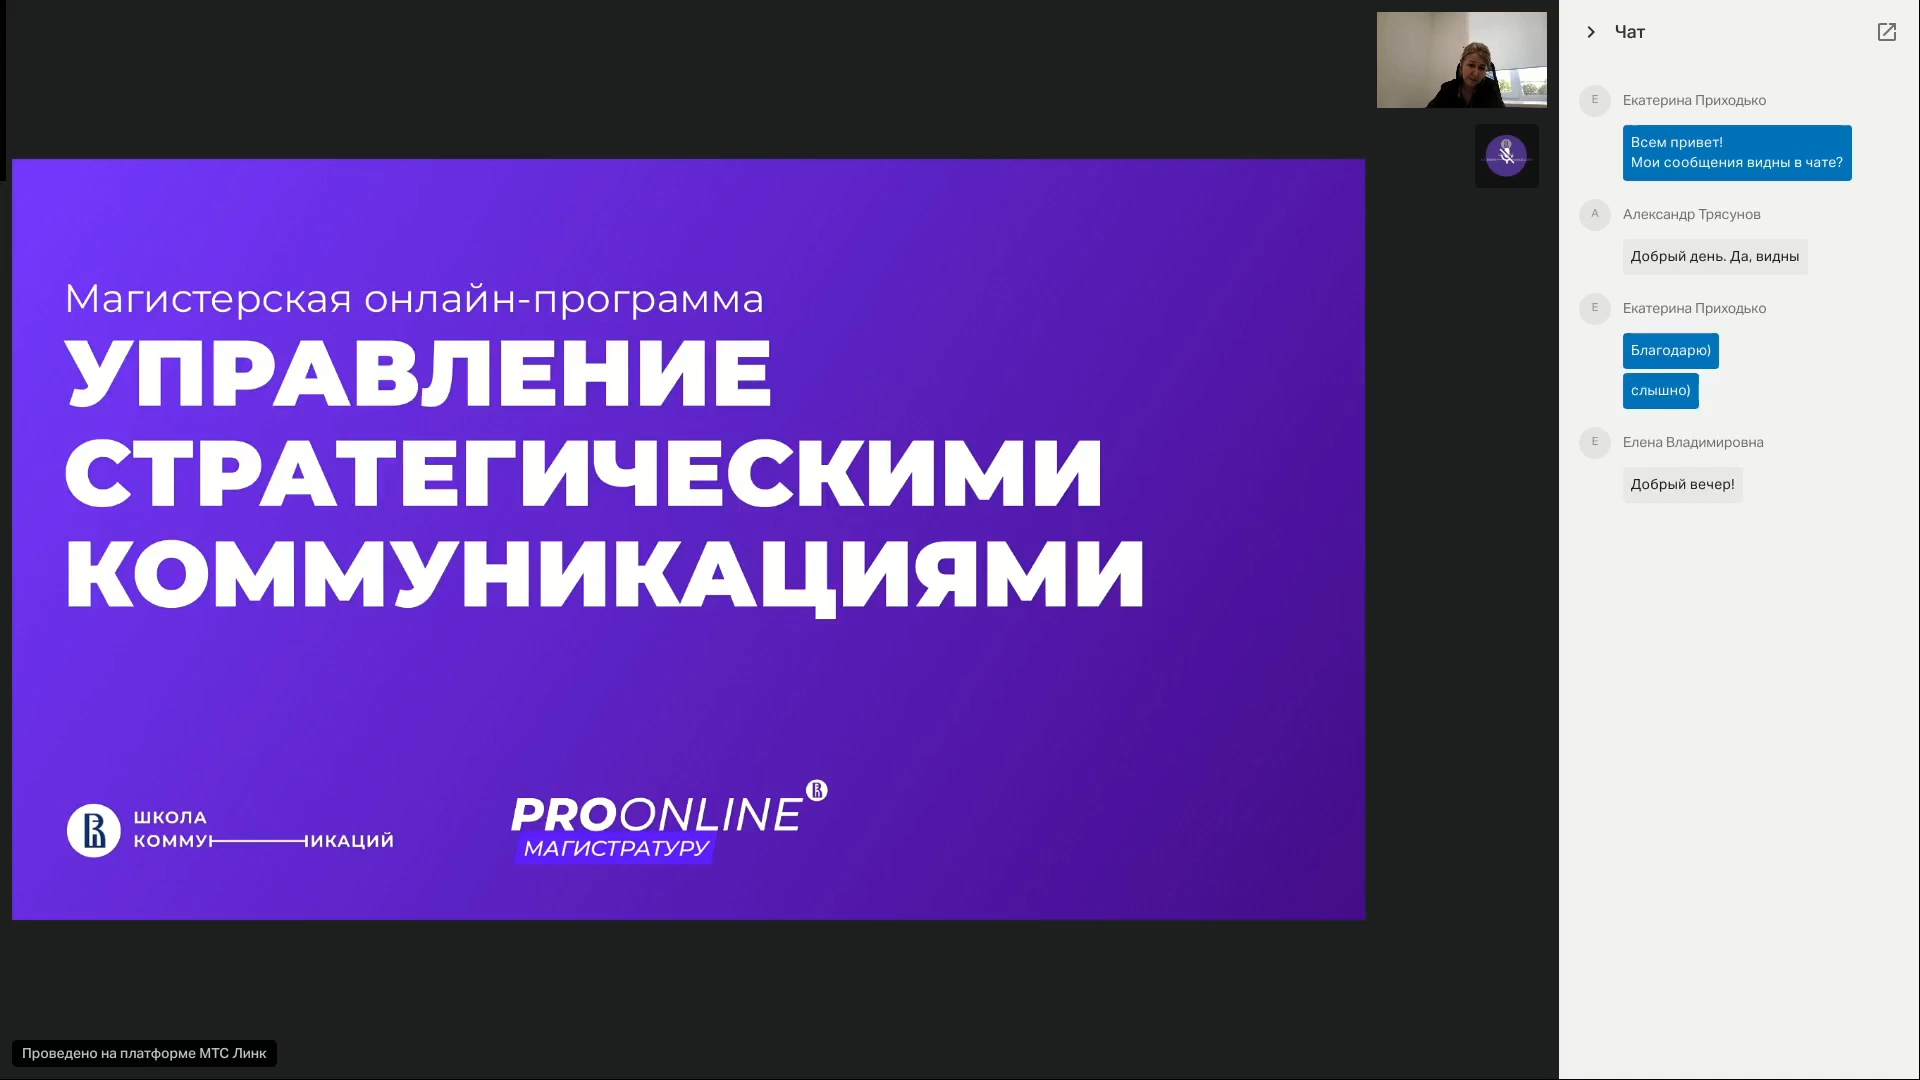 Магистерская онлайн-программа
УПРАВЛЕНИЕ
СТРАТЕГИЧЕСКИМИ
КОММУНИКАЦИЯМИ
ШКОЛА
КОММУНИКАЦИЙ
PROONLINE
МАГИСТРАТУРУ
Проведено на платформе МТС Линк
Чат
Е
Екатерина Приходько
Всем привет!
Мои сообщения видны в чате?
А
Александр Трясунов
Добрый день. Да, видны
Е
Екатерина Приходько
Благодарю)
слышно)
Е
Елена Владимировна
Добрый вечер!